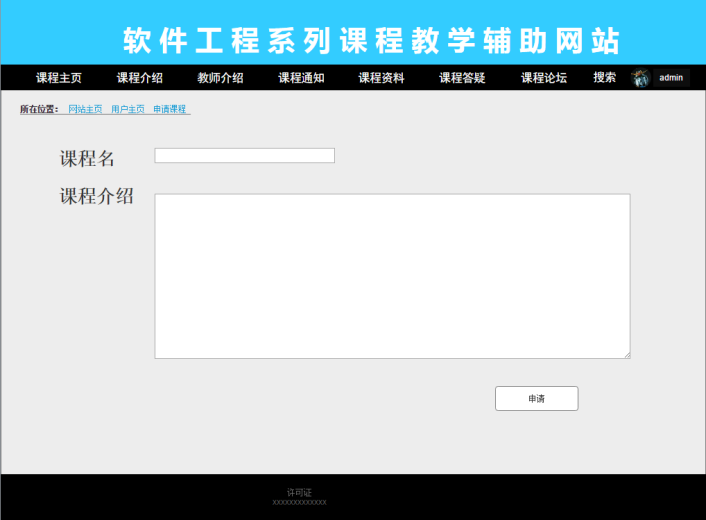 软件工程系列课程教学辅助网站
课程主页 课程介绍 教师介绍 课程通知 课程资料 课程答疑 课程论坛 搜索 admin
所在位置： 网站主页 用户主页 申请课程
课程名
课程介绍
申请
许可证
xxxxxxxxxxxxx